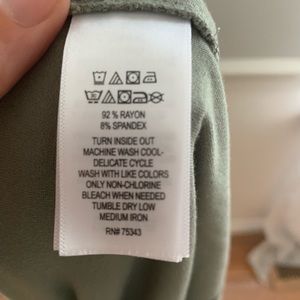 92 % RAYON
8% SPANDEX
TURN INSIDE OUT
MACHINE WASH COOL-
DELICATE CYCLE
WASH WITH LIKE COLORS
ONLY NON-CHLORINE
BLEACH WHEN NEEDED
TUMBLE DRY LOW
MEDIUM IRON
RN# 75343